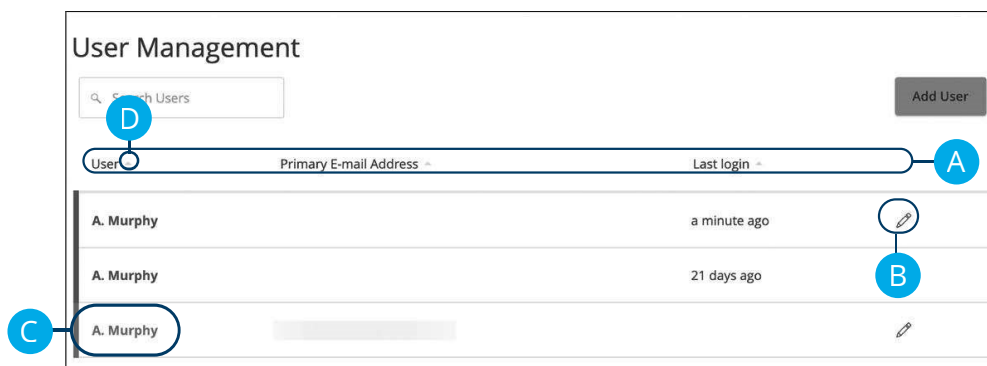 User Management
Search Users
Add User
D
User Primary E-mail Address Last login
A
A. Murphy a minute ago
B
A. Murphy 21 days ago
C
A. Murphy